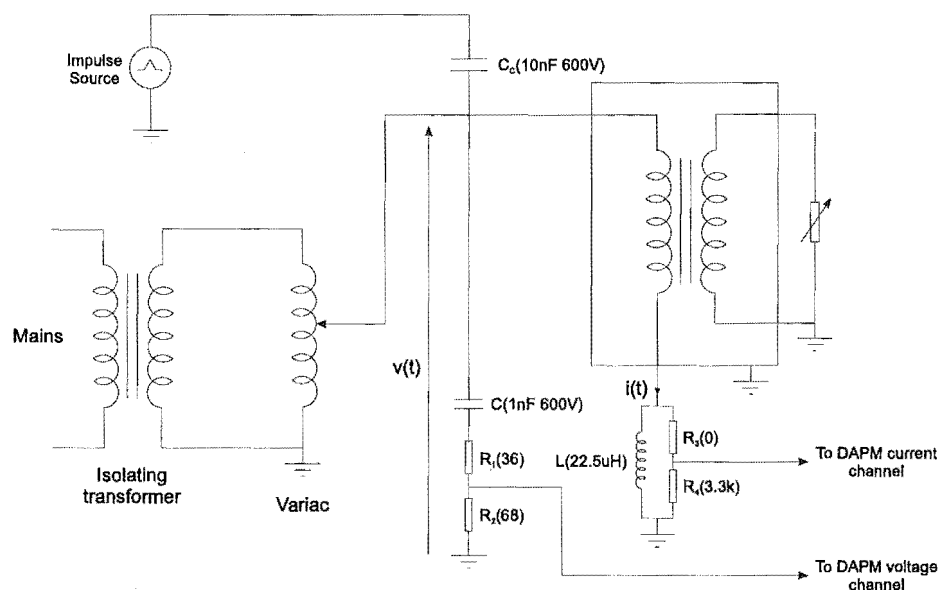 Impulse
Source
C_c(10nF 600V)
Mains
v(t)
C(1nF 600V)
i(t)
R₁(36)
L(22.5uH)
R₃(0)
To DAPM current
channel
Isolating
transformer
Variac
R₄(3.3k)
R₂(68)
To DAPM voltage
channel